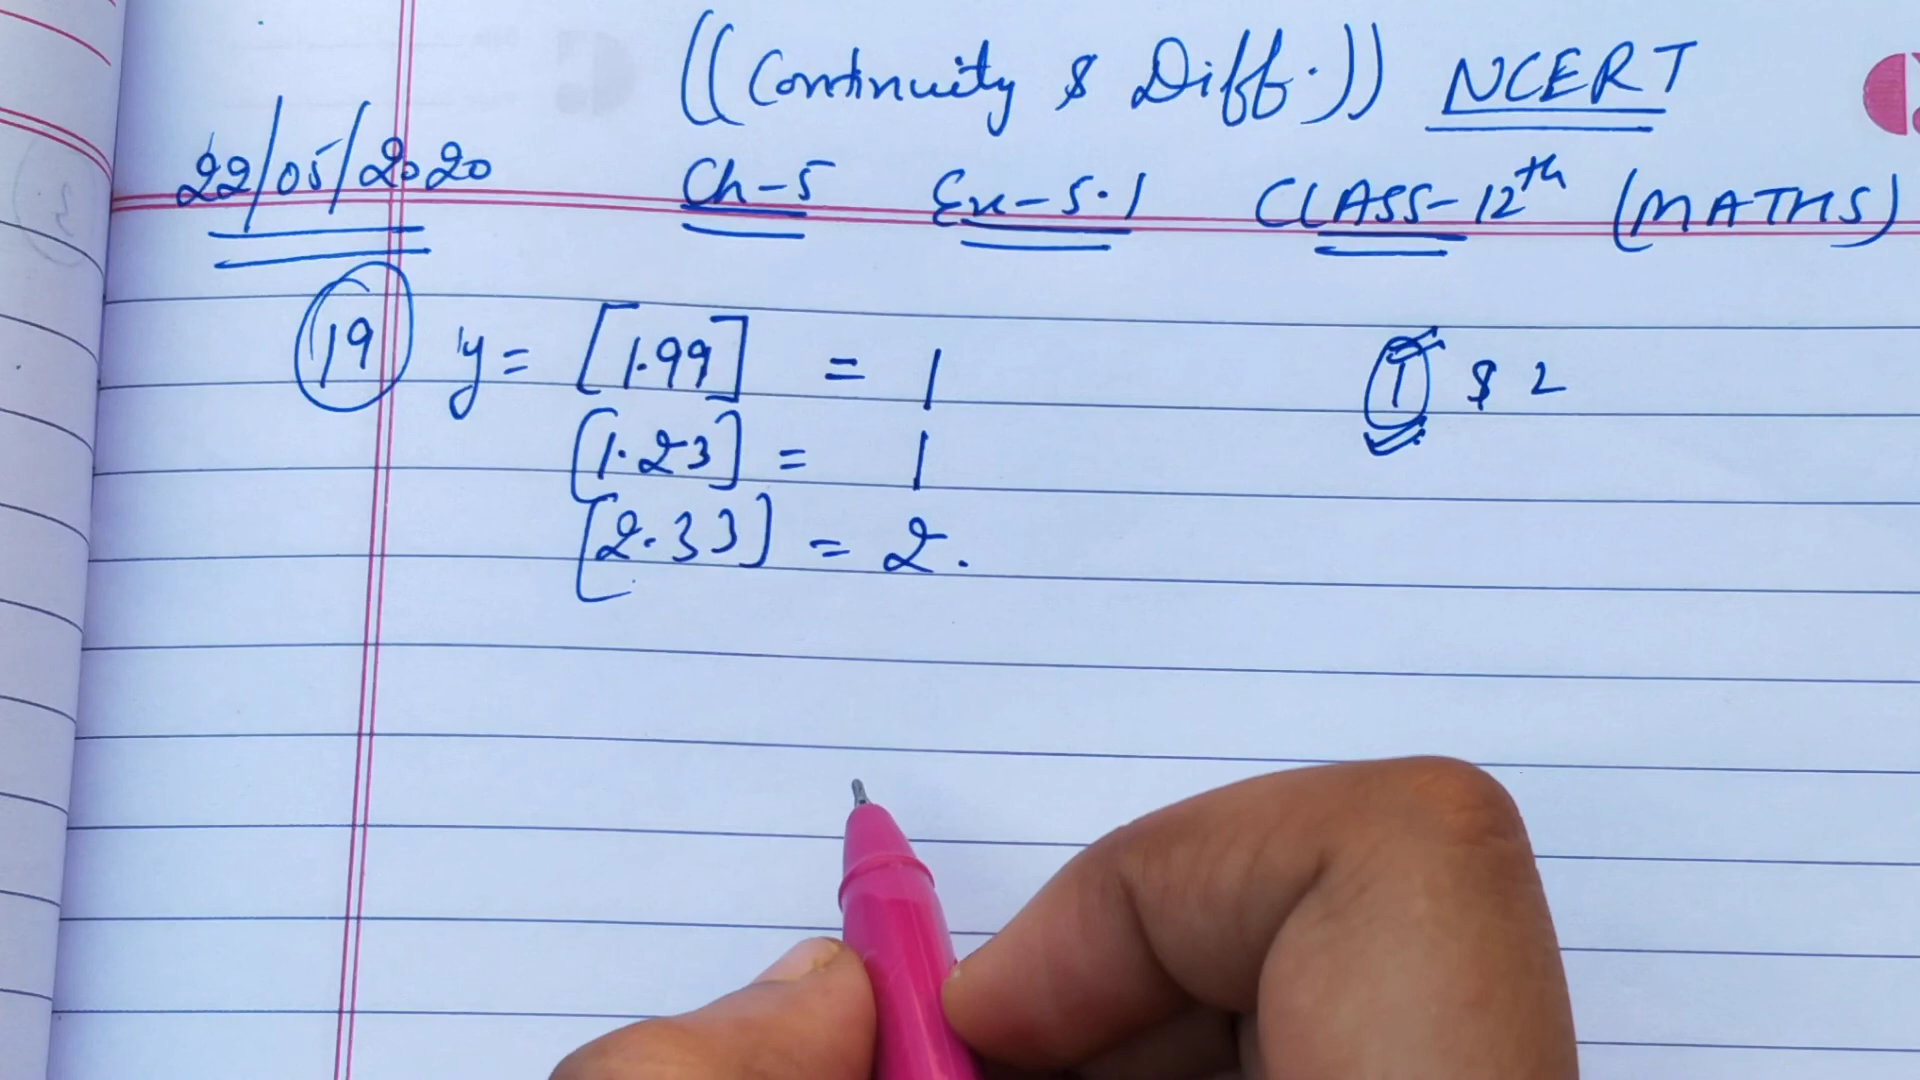 ((Continuity & Diff.)) NCERT
22/05/2020 Ch-5 Ex-5.1 CLASS-12th (MATHS)
19 y = [1.99] = 1 1 & 2
[1.23] = 1
[2.33] = 2.